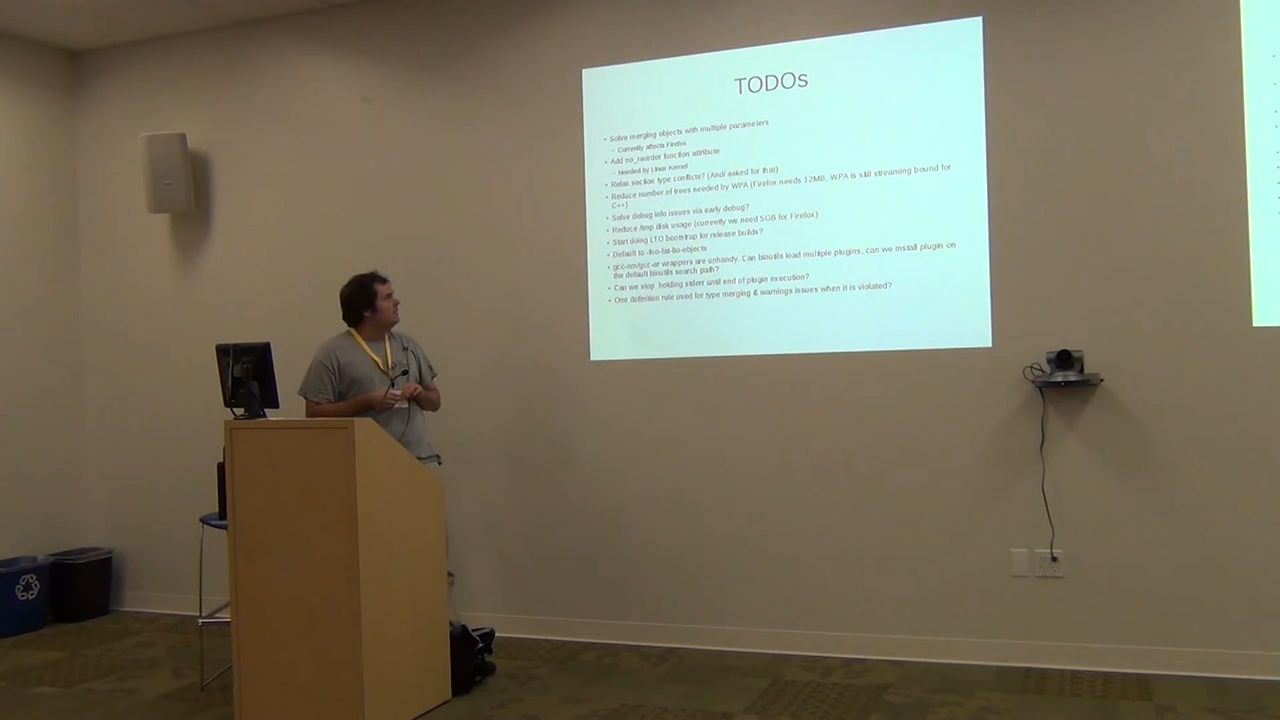 TODOs
• Solve merging objects with multiple parameters
– Currently affects Firefox
• Add no_reorder function attribute
– Needed by Linux Kernel
• Relax section type conflicts? (Andi asked for that)
• Reduce number of trees needed by WPA (Firefox needs 12MB, WPA is still streaming bound for
C++)
• Solve debug info issues via early debug?
• Reduce /tmp disk usage (currently we need 5GB for Firefox)
• Start doing LTO bootstrap for release builds?
• Default to -fno-fat-lto-objects
• gcc-nm/gcc-ar wrappers are unhandy. Can binutils load multiple plugins, can we install plugin on
the default binutils search path?
• Can we stop holding stderr until end of plugin execution?
• One definition rule used for type merging & warnings issues when it is violated?